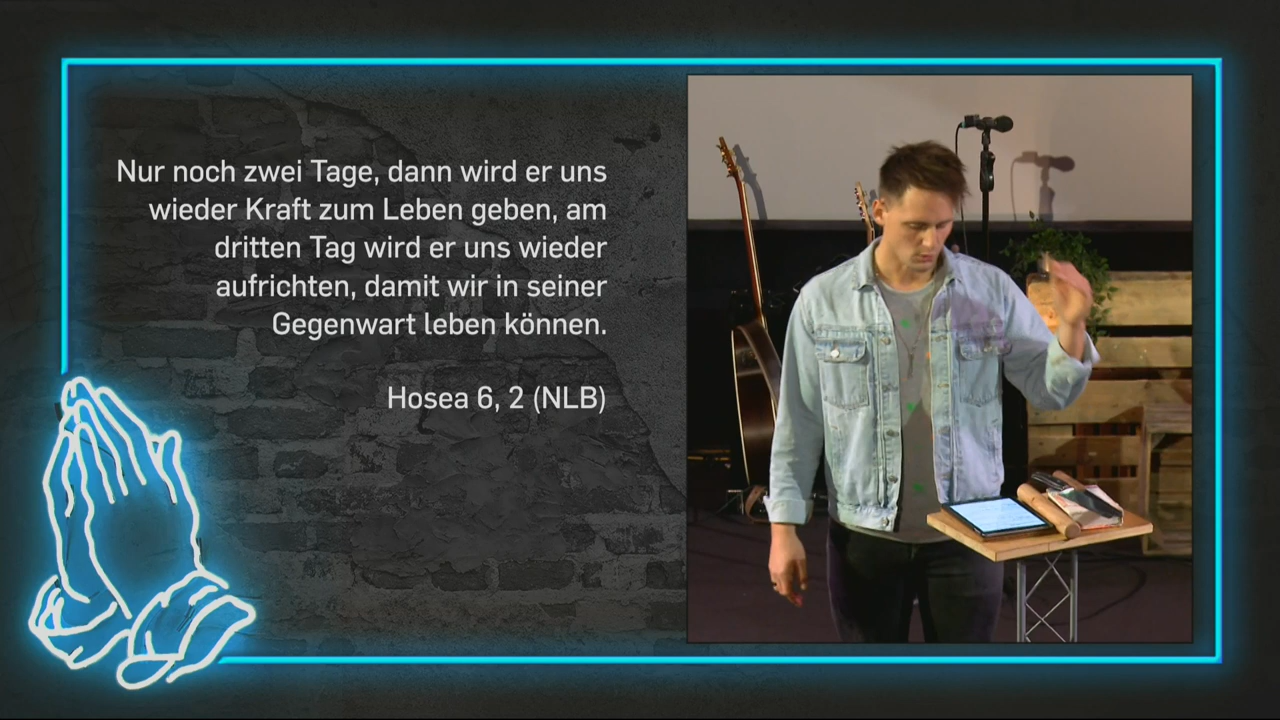 Nur noch zwei Tage, dann wird er uns
wieder Kraft zum Leben geben, am
dritten Tag wird er uns wieder
aufrichten, damit wir in seiner
Gegenwart leben können.
Hosea 6, 2 (NLB)